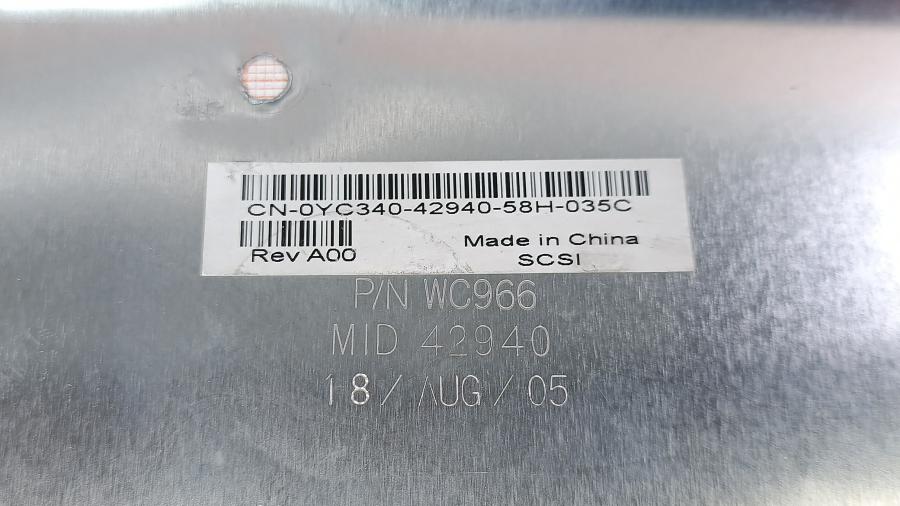 CN-0YC340-42940-58H-035C
Rev A00
Made in China
SCSI
P/N WC966
MID 42940
18/AUG/05